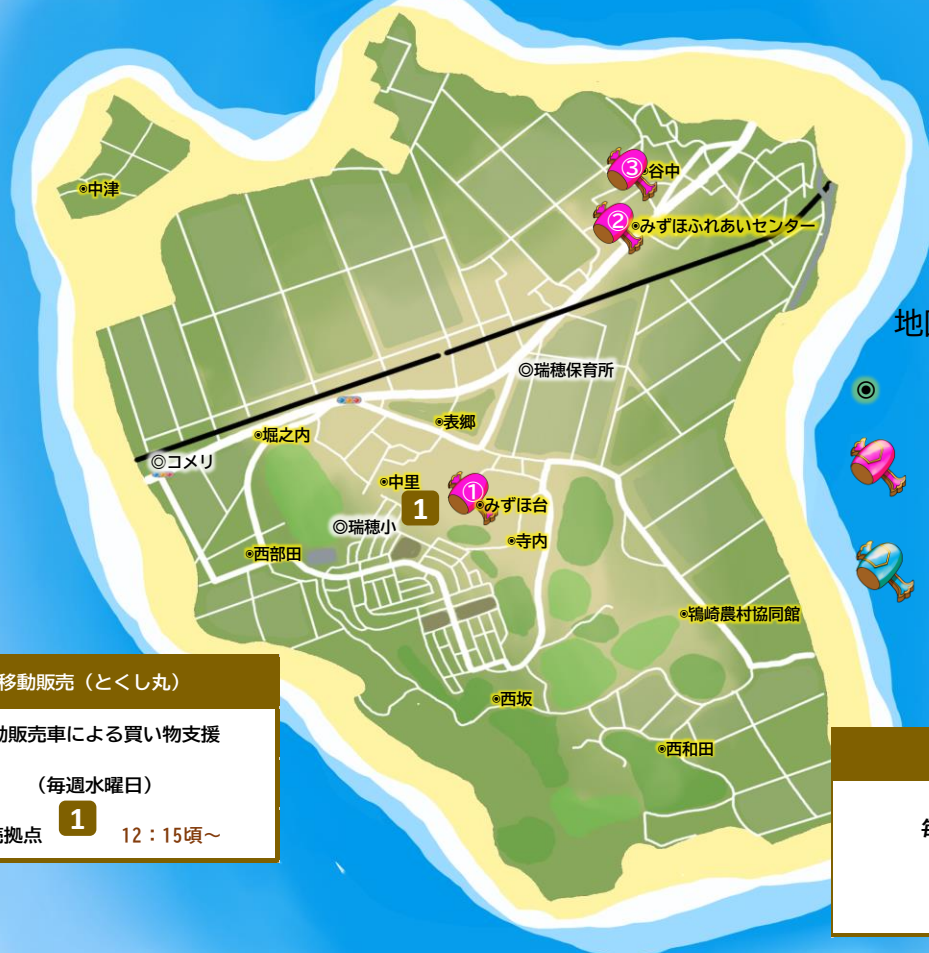 ③
◉谷中
◉中津
②
◉みずほふれあいセンター
地
◎瑞穂保育所
◉
◉表郷
◉堀之内
◎コメリ
◉中里
①
1
◉みずほ台
◎瑞穂小
◉寺内
◉西部田
◉鴇崎農村協同館
移動販売（とくし丸）
◉西坂
動販売車による買い物支援
◉西和田
（毎週水曜日）
拠点 1 12：15頃～
毎